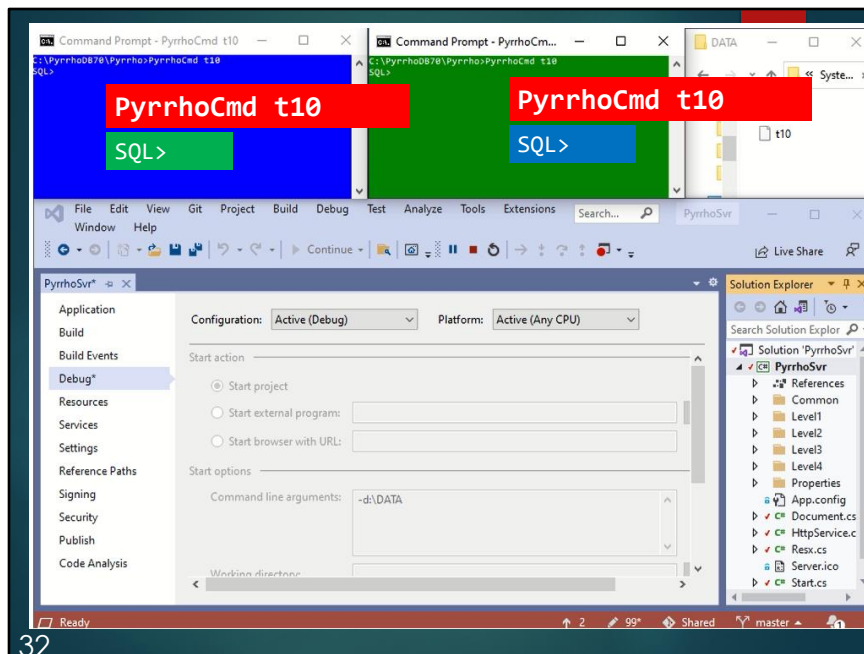 Command Prompt - PyrrhoCmd t10
C:\PyrrhoDB70\Pyrrho>PyrrhoCmd t10
SQL>
PyrrhoCmd t10
SQL>
Command Prompt - PyrrhoCm...
C:\PyrrhoDB70\Pyrrho>PyrrhoCmd t10
SQL>
PyrrhoCmd t10
SQL>
DATA
« Syste...
t10
File Edit View Git Project Build Debug Test Analyze Tools Extensions
Window Help
Search...
PyrrhoSvr
Continue
Live Share
PyrrhoSvr*
Application
Build
Build Events
Debug*
Resources
Services
Settings
Reference Paths
Signing
Security
Publish
Code Analysis
Configuration: Active (Debug) Platform: Active (Any CPU)
Start action
Start project
Start external program:
Start browser with URL:
Start options
Command line arguments: -d:\DATA
Working directory:
Solution Explorer
Search Solution Explor
Solution 'PyrrhoSvr'
C# PyrrhoSvr
References
Common
Level1
Level2
Level3
Level4
Properties
App.config
C# Document.cs
C# HttpService.c
C# Resx.cs
Server.ico
C# Start.cs
Ready
2 99* Shared master 1
32